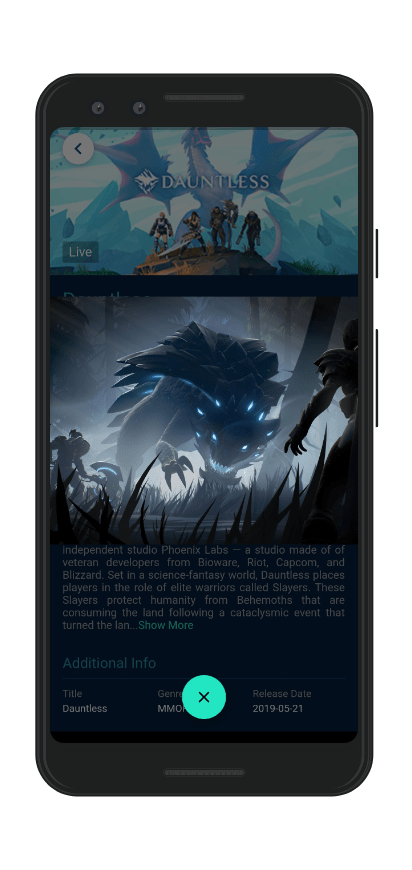 DAUNTLESS
Live
Dauntless
independent studio Phoenix Labs — a studio made of of
veteran developers from Bioware, Riot, Capcom, and
Blizzard. Set in a science-fantasy world, Dauntless places
players in the role of elite warriors called Slayers. These
Slayers protect humanity from Behemoths that are
consuming the land following a cataclysmic event that
turned the lan...Show More
Additional Info
Title Genre Release Date
Dauntless 2019-05-21